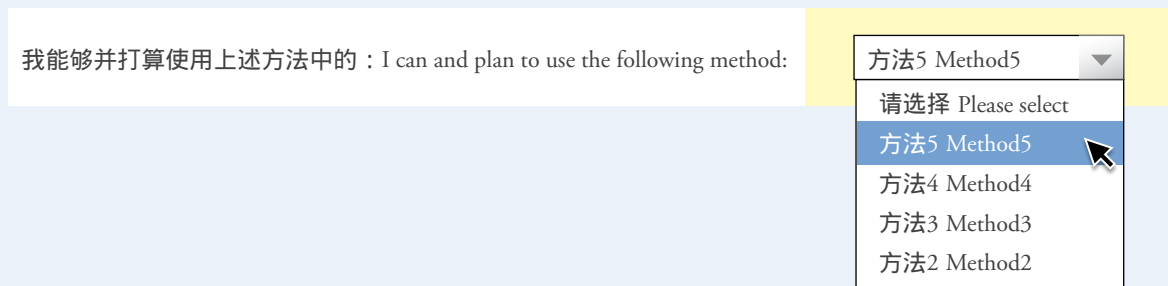 我能够并打算使用上述方法中的：I can and plan to use the following method:
方法5 Method5
请选择 Please select
方法5 Method5
方法4 Method4
方法3 Method3
方法2 Method2